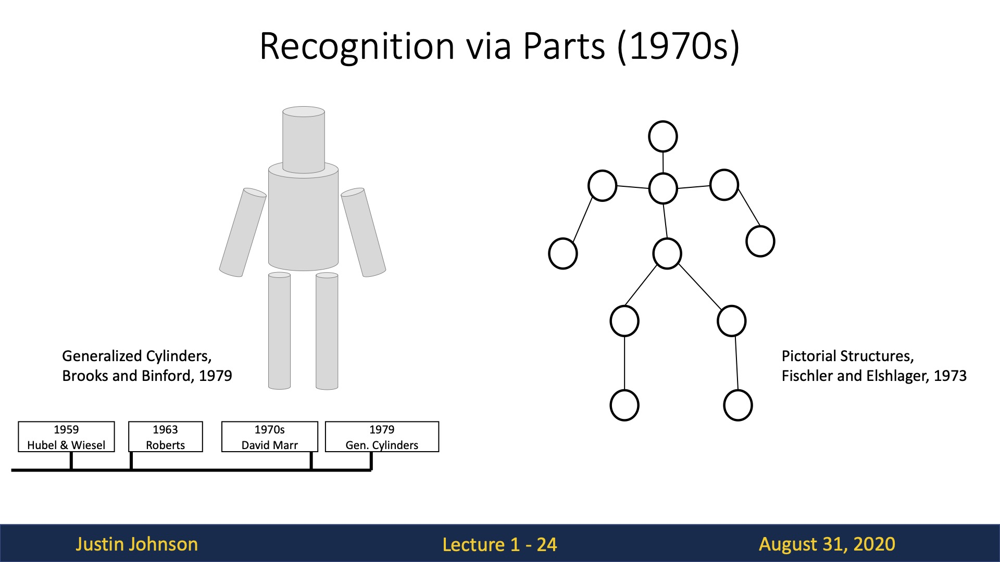 Recognition via Parts (1970s)
Generalized Cylinders,
Brooks and Binford, 1979
Pictorial Structures,
Fischler and Elshlager, 1973
1959
Hubel & Wiesel
1963
Roberts
1970s
David Marr
1979
Gen. Cylinders
Justin Johnson
Lecture 1 - 24
August 31, 2020